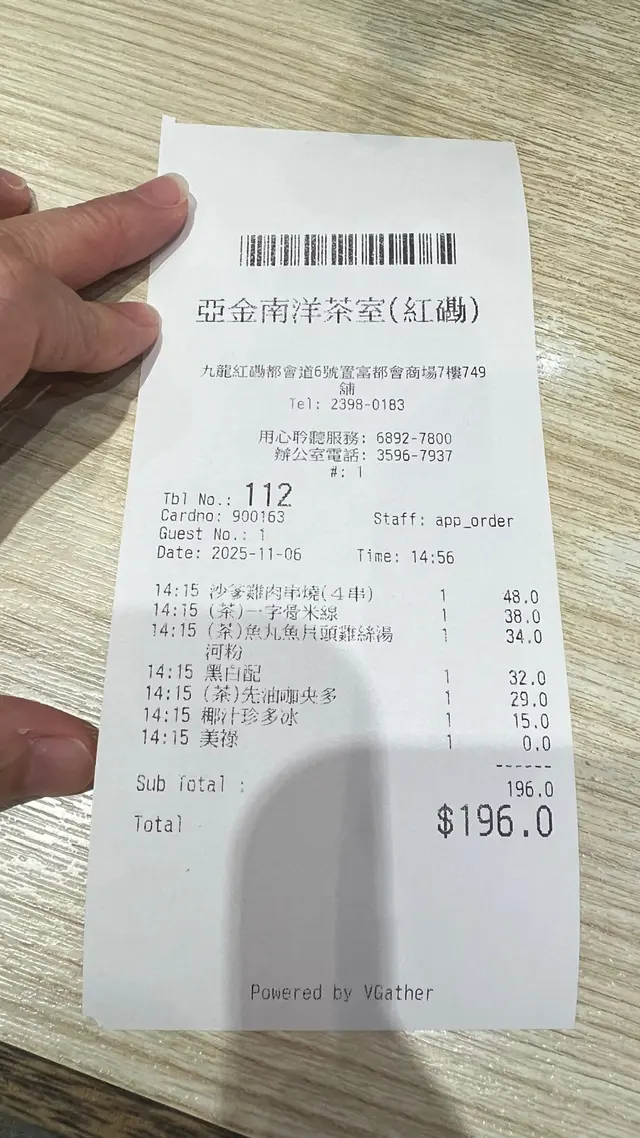 亞金南洋茶室(紅磡)
九龍紅磡都會道6號置富都會商場7樓749
舖
Tel: 2398-0183
用心聆聽服務: 6892-7800
辦公室電話: 3596-7937
#: 1
Tbl No.: 112
Cardno: 900163 Staff: app_order
Guest No.: 1
Date: 2025-11-06 Time: 14:56
14:15 沙爹雞肉串燒(4串) 1 48.0
14:15 (茶)一字骨米線 1 38.0
14:15 (茶)魚丸魚片頭雞絲湯 1 34.0
河粉
14:15 黑白配 1 32.0
14:15 (茶)先油咖央多 1 29.0
14:15 椰汁珍多冰 1 15.0
14:15 美祿 1 0.0
------
Sub Total : 196.0
Total $196.0
Powered by VGather